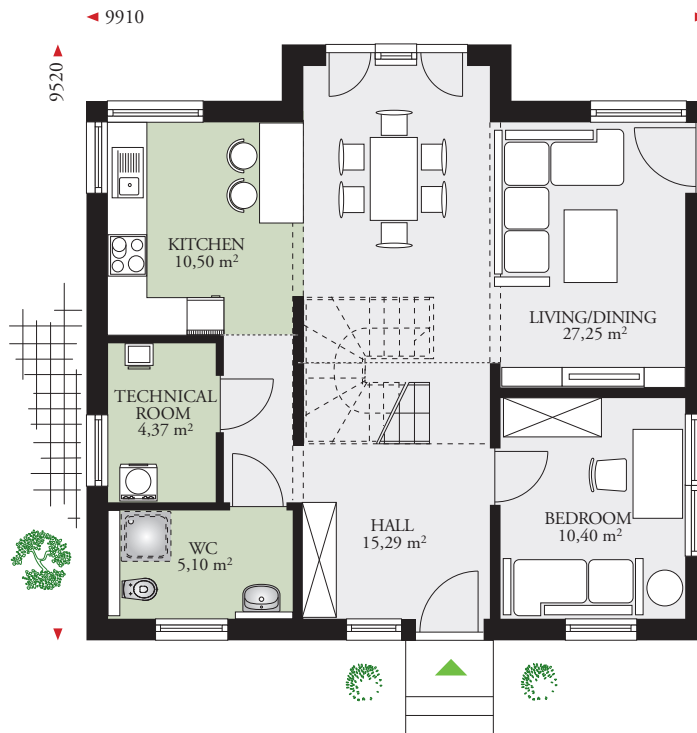 9910
9520
KITCHEN
10,50 m²
LIVING/DINING
27,25 m²
TECHNICAL
ROOM
4,37 m²
HALL
15,29 m²
BEDROOM
10,40 m²
WC
5,10 m²